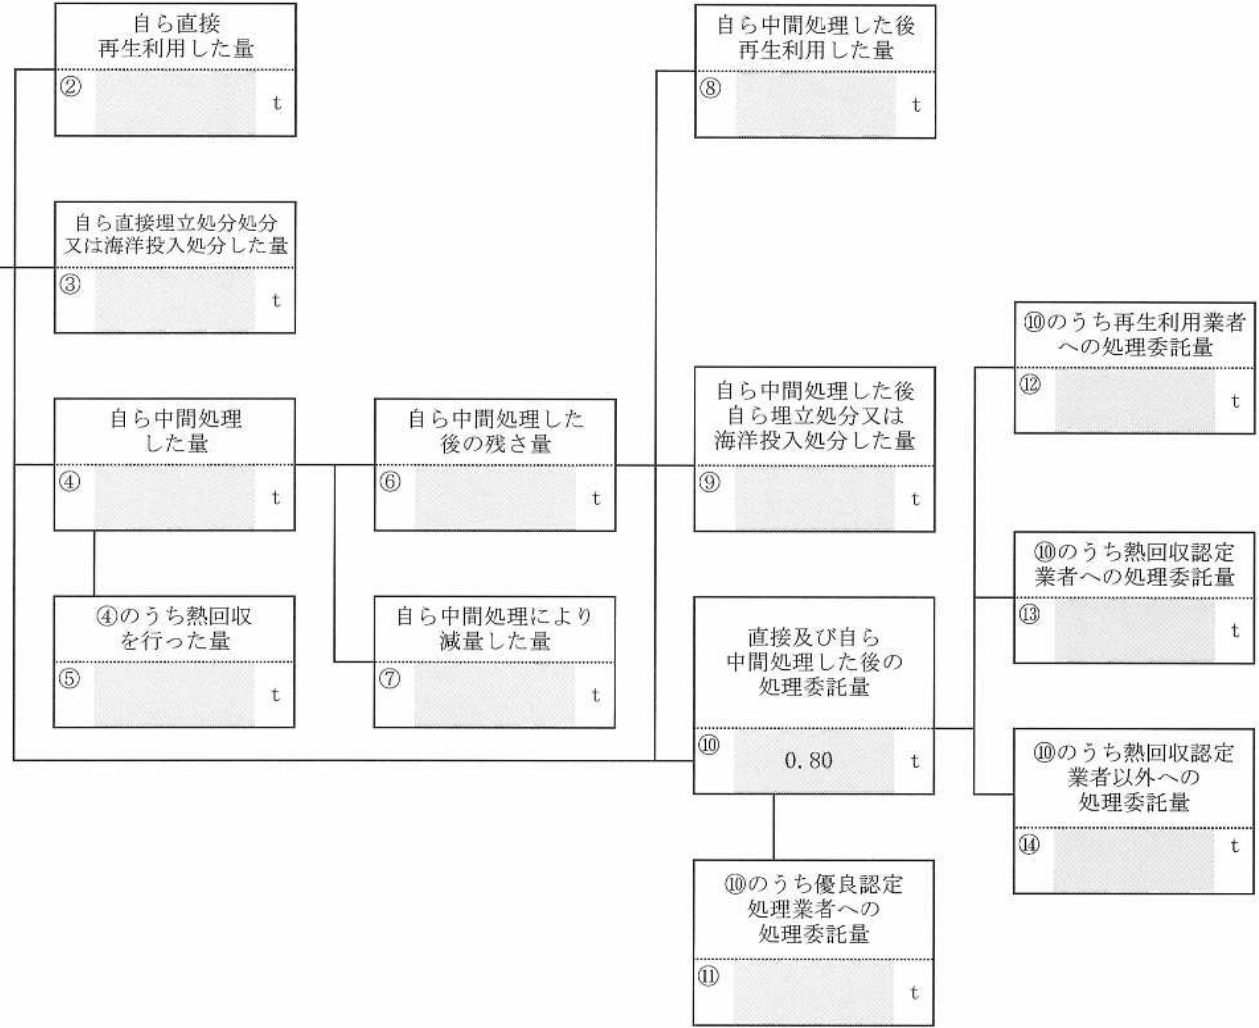 自ら直接
再生利用した量
②
t
自ら中間処理した後
再生利用した量
⑧
t
自ら直接埋立処分処分
又は海洋投入処分した量
③
t
⑩のうち再生利用業者
への処理委託量
⑫
t
自ら中間処理
した量
④
t
自ら中間処理した
後の残さ量
⑥
t
自ら中間処理した後
自ら埋立処分又は
海洋投入処分した量
⑨
t
⑩のうち熱回収認定
業者への処理委託量
⑬
t
④のうち熱回収
を行った量
⑤
t
自ら中間処理により
減量した量
⑦
t
直接及び自ら
中間処理した後の
処理委託量
⑩
0.80 t
⑩のうち熱回収認定
業者以外への
処理委託量
⑭
t
⑩のうち優良認定
処理業者への
処理委託量
⑪
t